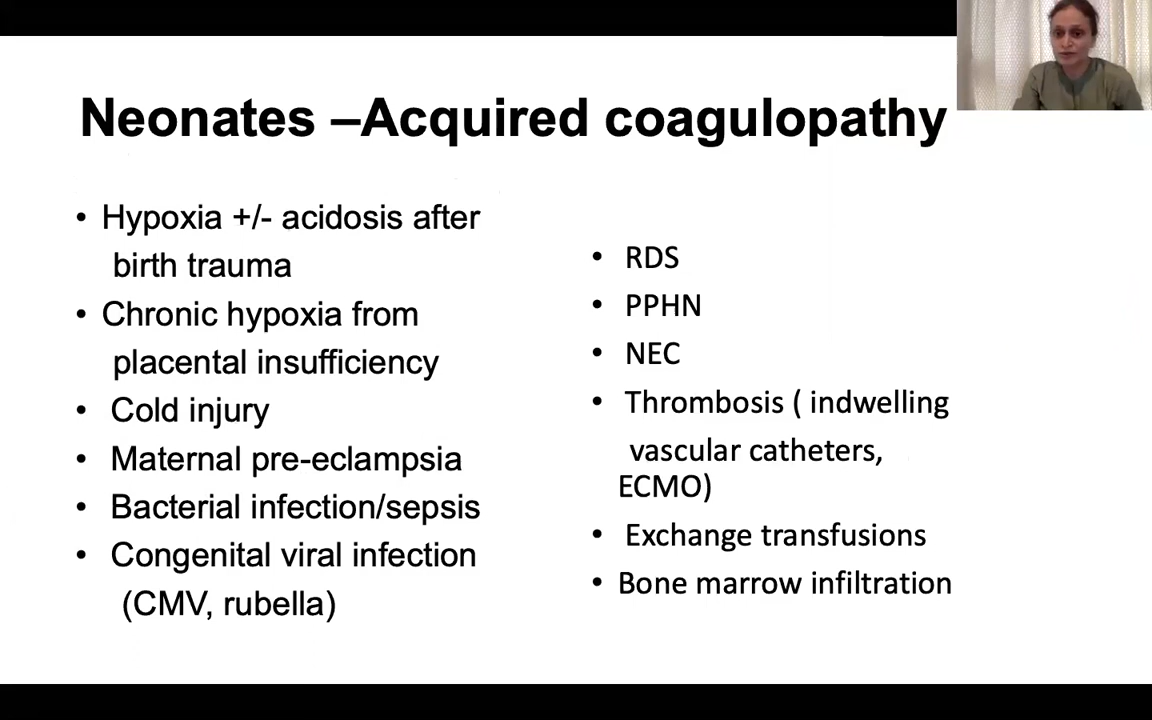 Neonates –Acquired coagulopathy
• Hypoxia +/- acidosis after
birth trauma
• Chronic hypoxia from
placental insufficiency
• Cold injury
• Maternal pre-eclampsia
• Bacterial infection/sepsis
• Congenital viral infection
(CMV, rubella)
• RDS
• PPHN
• NEC
• Thrombosis ( indwelling
vascular catheters,
ECMO)
• Exchange transfusions
• Bone marrow infiltration